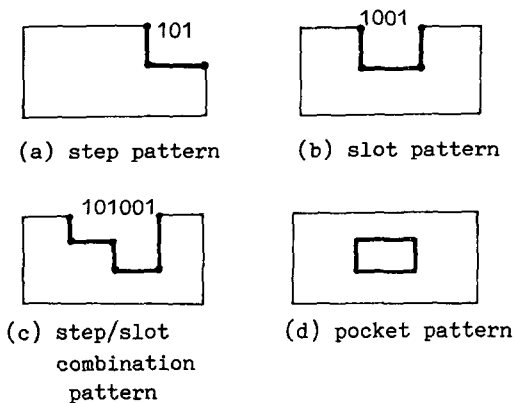 101
1001
(a) step pattern
(b) slot pattern
101001
(c) step/slot
combination
pattern
(d) pocket pattern